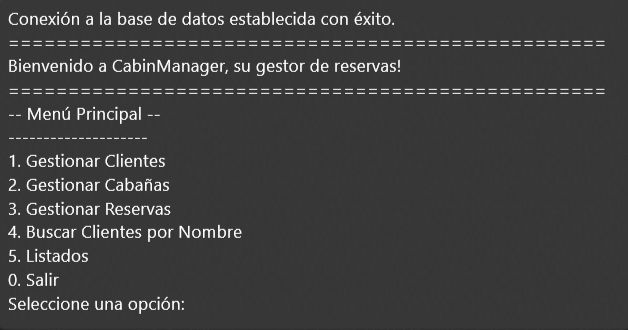 Conexión a la base de datos establecida con éxito.
==================================================
Bienvenido a CabinManager, su gestor de reservas!
==================================================
-- Menú Principal --
--------------------
1. Gestionar Clientes
2. Gestionar Cabañas
3. Gestionar Reservas
4. Buscar Clientes por Nombre
5. Listados
0. Salir
Seleccione una opción: